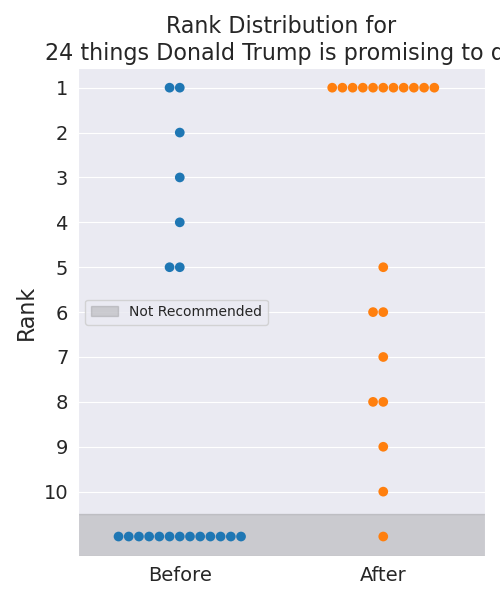 Rank Distribution for
24 things Donald Trump is promising to
1
2
3
4
5
6
7
8
9
10
Rank
Not Recommended
Before
After